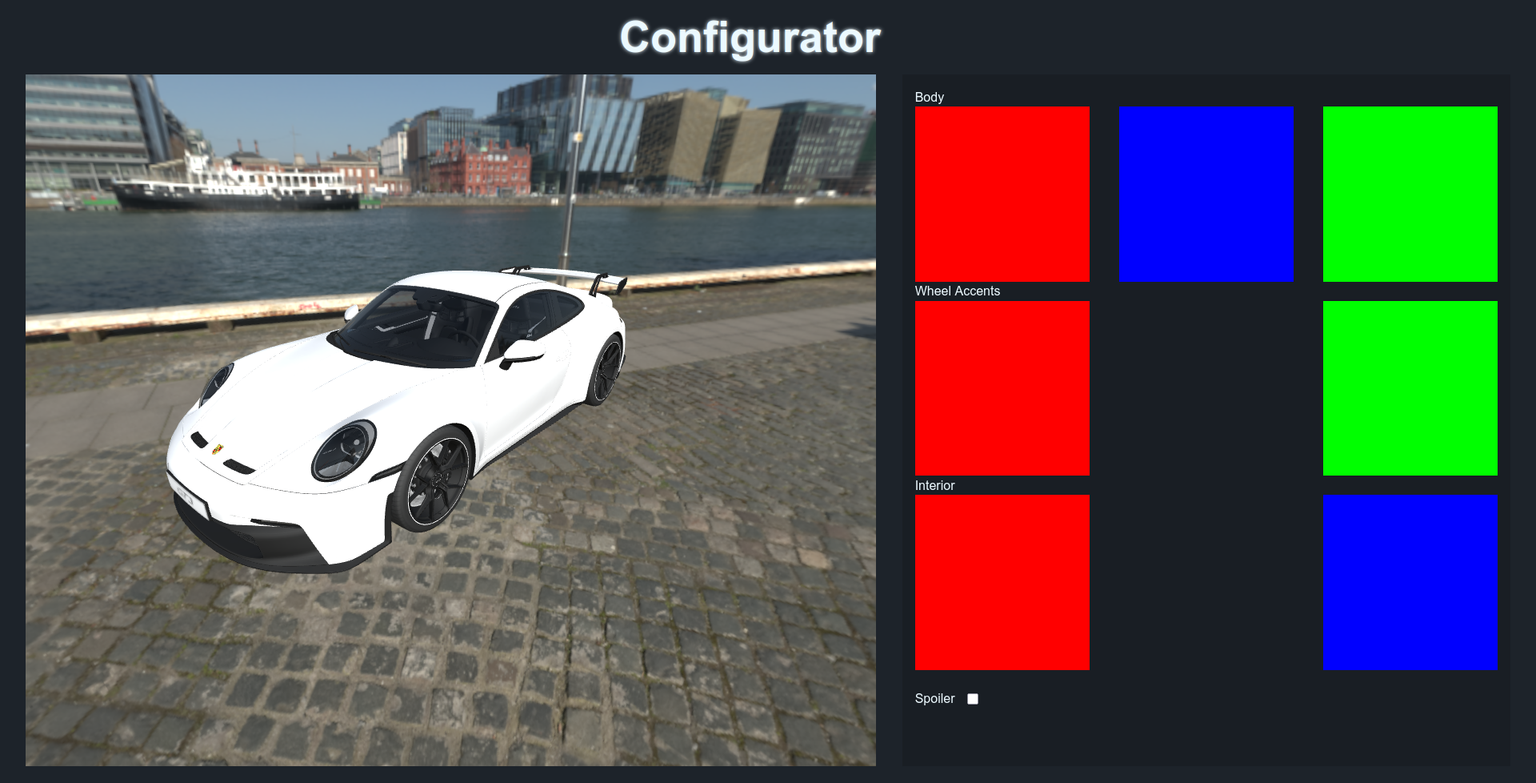 Configurator
Body
Wheel Accents
Interior
Spoiler